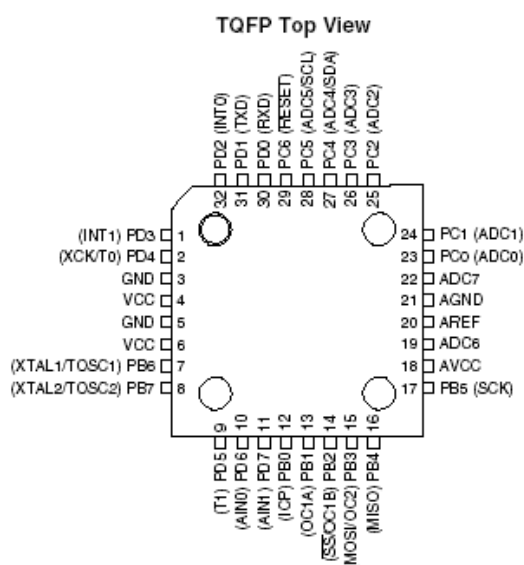 TQFP Top View
PD2 (INT0)
PD1 (TXD)
PD0 (RXD)
PC6 (RESET)
PC5 (ADC5/SCL)
PC4 (ADC4/SDA)
PC3 (ADC3)
PC2 (ADC2)
32
31
30
29
28
27
26
25
(INT1) PD3 1
(XCK/T0) PD4 2
GND 3
VCC 4
GND 5
VCC 6
(XTAL1/TOSC1) PB6 7
(XTAL2/TOSC2) PB7 8
24 PC1 (ADC1)
23 PC0 (ADC0)
22 ADC7
21 AGND
20 AREF
19 ADC6
18 AVCC
17 PB5 (SCK)
9
10
11
12
13
14
15
16
(T1) PD5
(AIN0) PD6
(AIN1) PD7
(ICP) PB0
(OC1A) PB1
(SS/OC1B) PB2
MOSI/OC2) PB3
(MISO) PB4